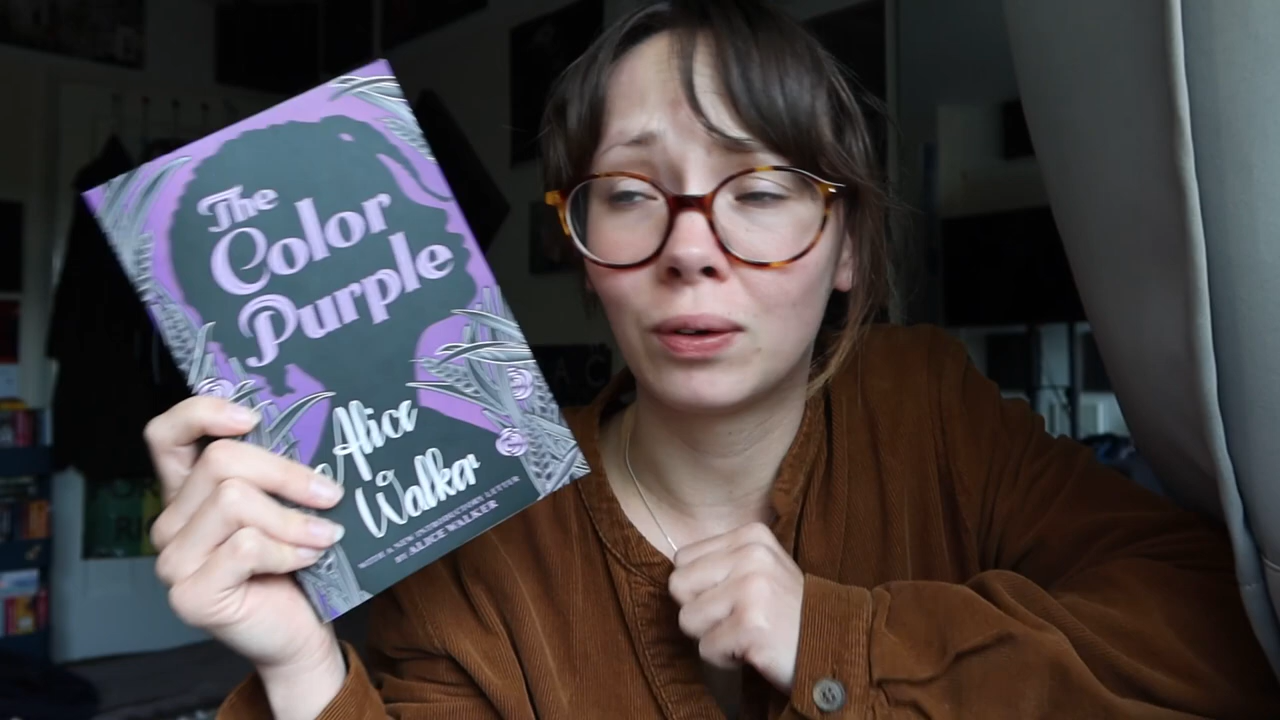 The
Color
Purple
Alice
Walker
WITH A NEW INTRODUCTORY LETTER
BY ALICE WALKER